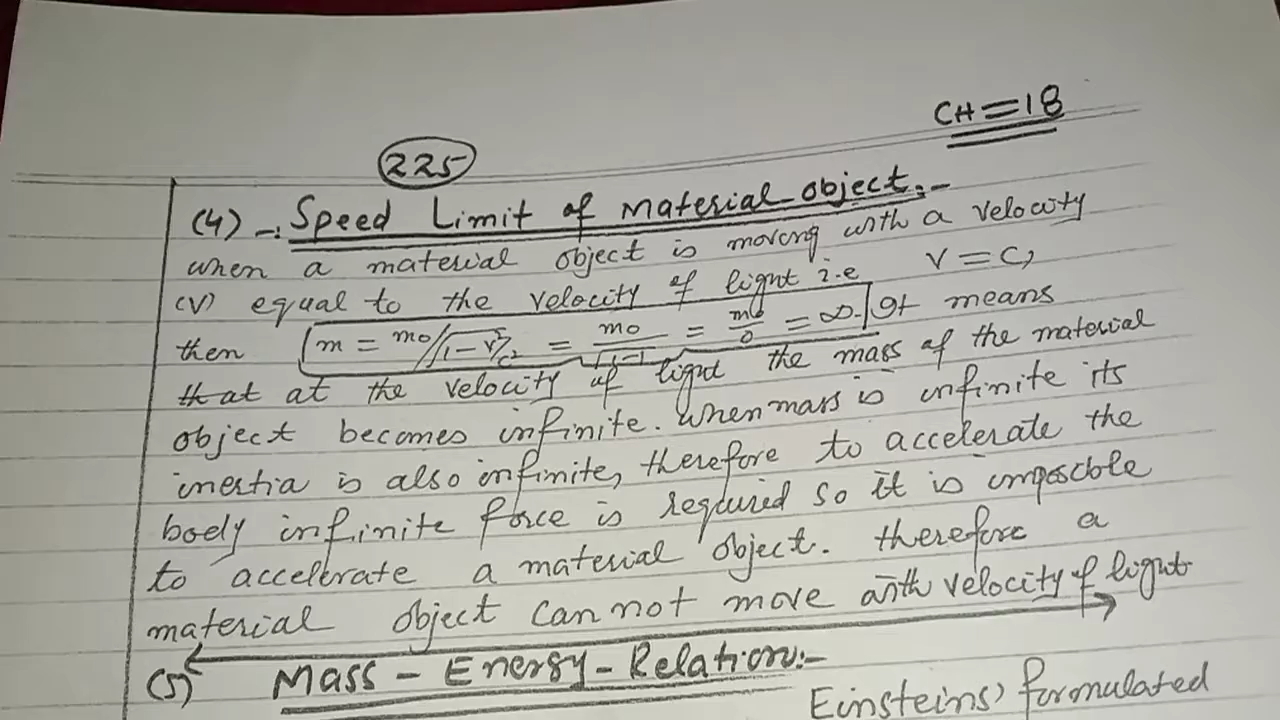 CH=18
225
(4) -: Speed Limit of Material object:-
when a material object is moving with a velocity
(V) equal to the velocity of light i.e V = C,
then m = mo/√1-v²/c² = mo/√1-1 = mo/0 = ∞. It means
that at the velocity of light the mass of the material
object becomes infinite. When mass is infinite its
inertia is also infinite, therefore to accelerate the
body infinite force is required so it is impossible
to accelerate a material object. therefore a
material object can not move with velocity of light
(5) Mass-Energy-Relation:-
Einsteins) formulated